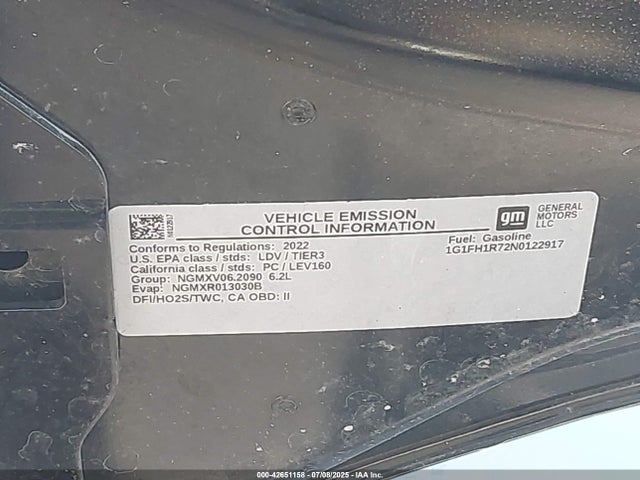 VEHICLE EMISSION
CONTROL INFORMATION
gm
GENERAL
MOTORS
LLC
Conforms to Regulations: 2022
U.S. EPA class / stds: LDV / TIER3
California class / stds: PC / LEV160
Group: NGMXV06.2090 6.2L
Evap: NGMXR013030B
DFI/HO2S/TWC, CA OBD: II
Fuel: Gasoline
1G1FH1R72N0122917
000-42651158 - 07/08/2025 - IAA Inc.